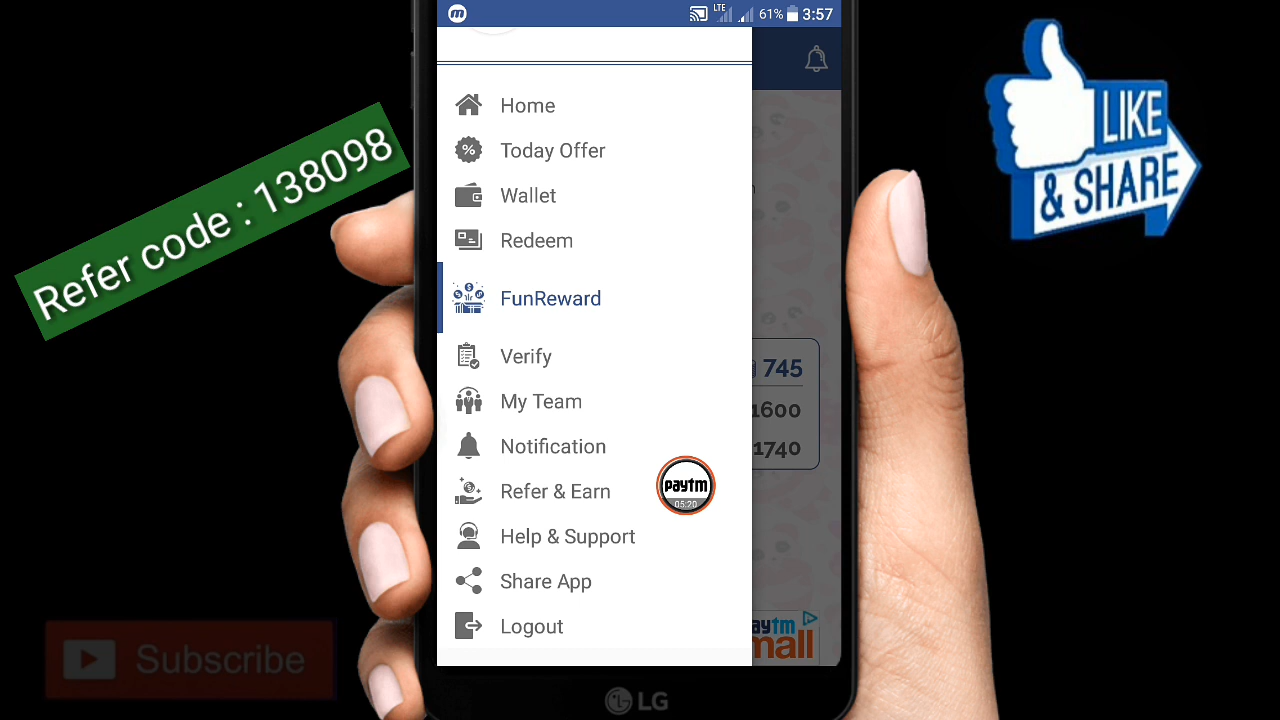 LTE
61%
3:57
Home
Today Offer
Wallet
Redeem
FunReward
Verify
My Team
Notification
Refer & Earn
Help & Support
Share App
Logout
745
1600
1740
paytm
05:20
mall
LG
Refer code : 138098
LIKE
& SHARE
Subscribe